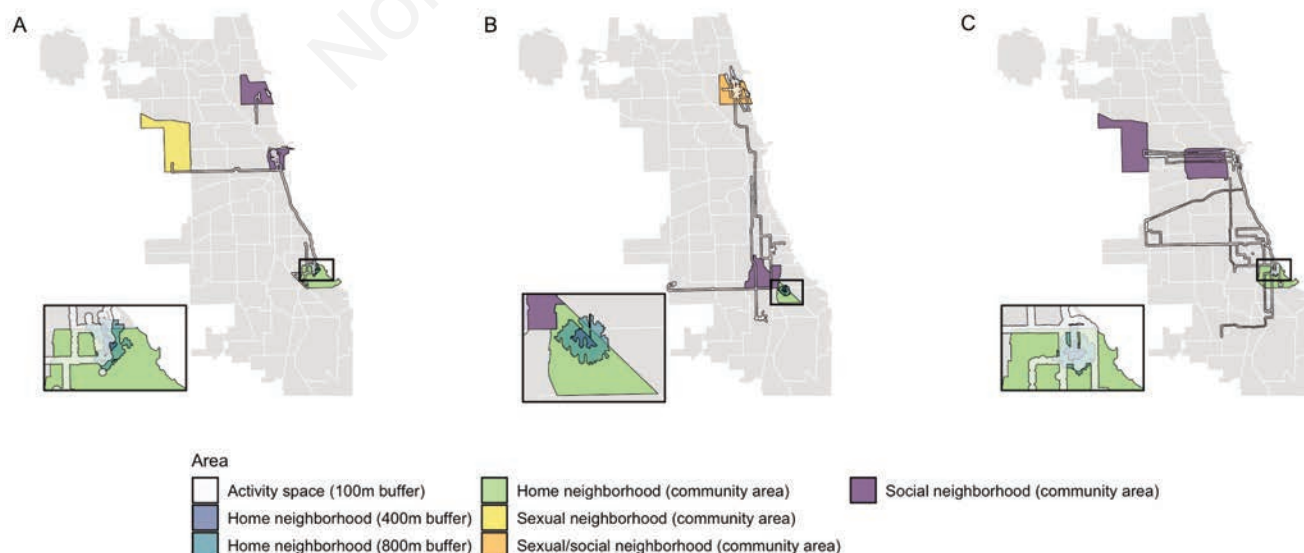 A
B
C
Area
Activity space (100m buffer)
Home neighborhood (400m buffer)
Home neighborhood (800m buffer)
Home neighborhood (community area)
Sexual neighborhood (community area)
Sexual/social neighborhood (community area)
Social neighborhood (community area)